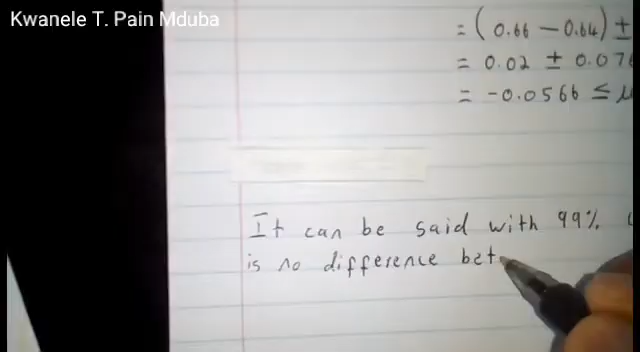 Kwanele T. Pain Mduba
= (0.66 - 0.64) ±
= 0.02 ± 0.076
= -0.0566 ≤ μ
It can be said with 99%
is no difference bet